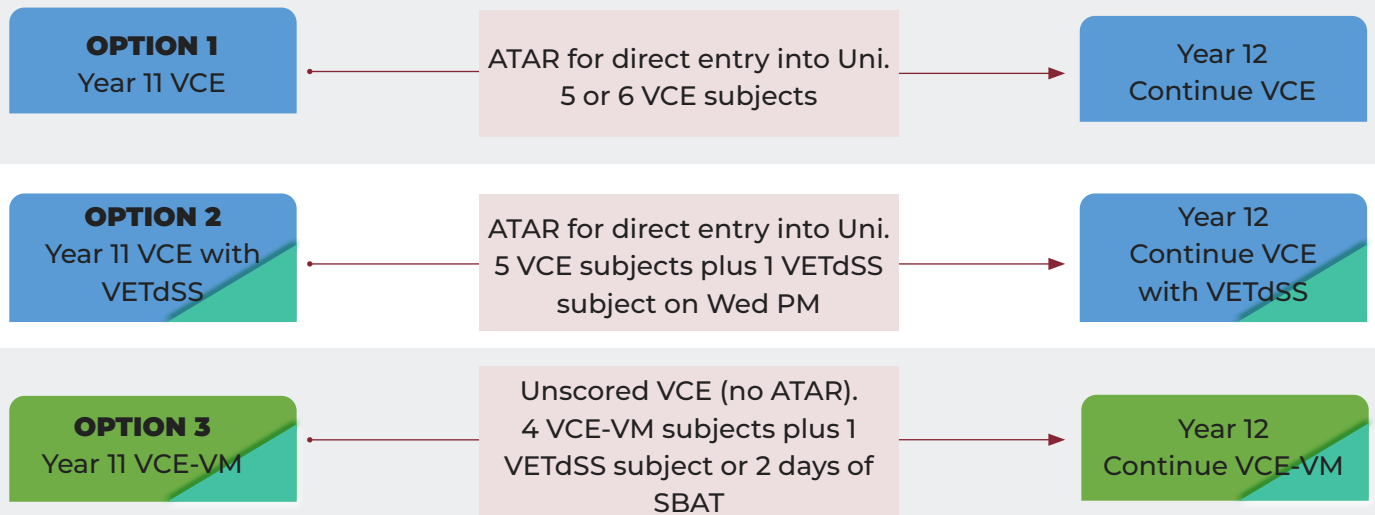 OPTION 1
Year 11 VCE
ATAR for direct entry into Uni.
5 or 6 VCE subjects
Year 12
Continue VCE
OPTION 2
Year 11 VCE with
VETdSS
ATAR for direct entry into Uni.
5 VCE subjects plus 1 VETdSS
subject on Wed PM
Year 12
Continue VCE
with VETdSS
OPTION 3
Year 11 VCE-VM
Unscored VCE (no ATAR).
4 VCE-VM subjects plus 1
VETdSS subject or 2 days of
SBAT
Year 12
Continue VCE-VM